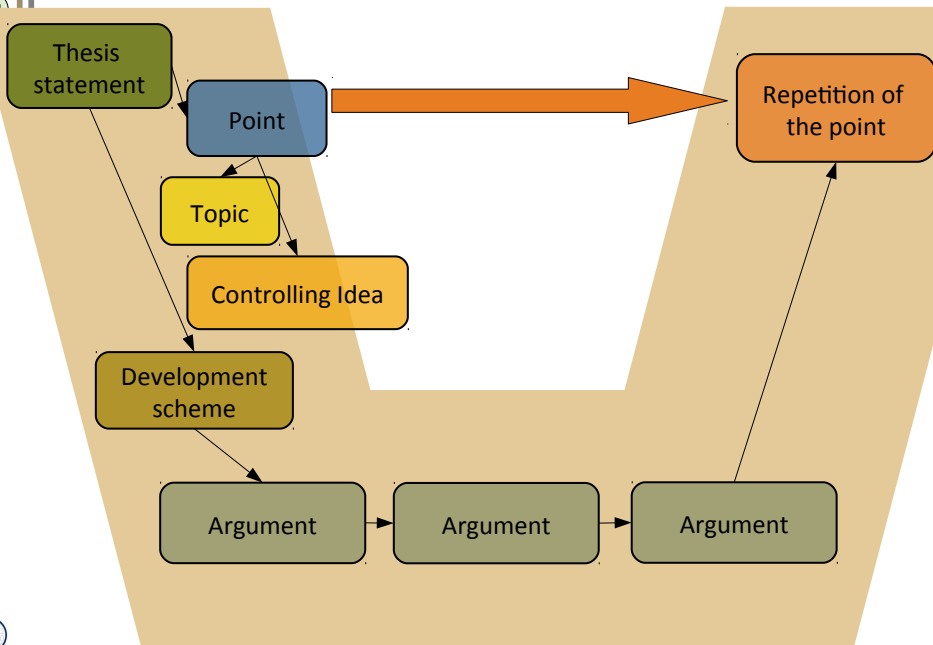 Thesis
statement
Point
Topic
Controlling Idea
Development
scheme
Argument
Argument
Argument
Repetition of
the point